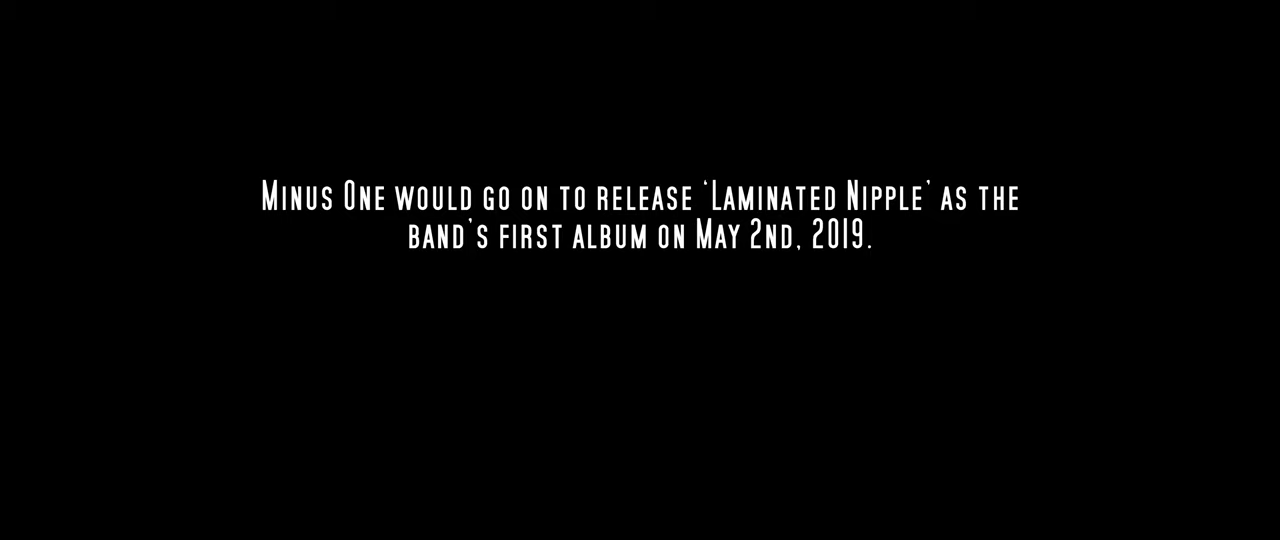 Minus One would go on to release ‘Laminated Nipple’ as the
band’s first album on May 2nd, 2019.